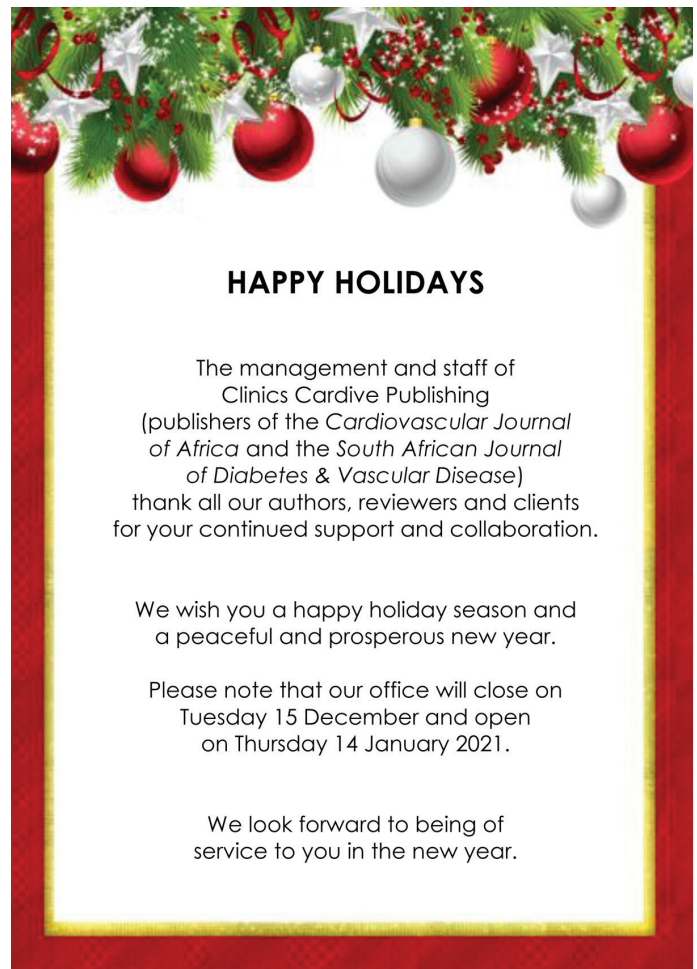 HAPPY HOLIDAYS
The management and staff of
Clinics Cardive Publishing
(publishers of the Cardiovascular Journal
of Africa and the South African Journal
of Diabetes & Vascular Disease)
thank all our authors, reviewers and clients
for your continued support and collaboration.
We wish you a happy holiday season and
a peaceful and prosperous new year.
Please note that our office will close on
Tuesday 15 December and open
on Thursday 14 January 2021.
We look forward to being of
service to you in the new year.